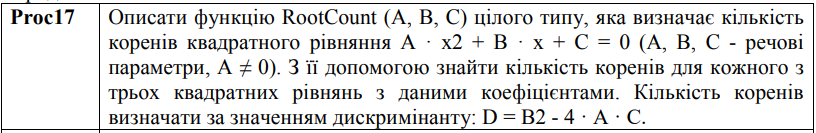 Proc17 Описати функцію RootCount (A, B, C) цілого типу, яка визначає кількість
коренів квадратного рівняння A · x2 + B · x + C = 0 (A, B, C - речові
параметри, A ≠ 0). З її допомогою знайти кількість коренів для кожного з
трьох квадратних рівнянь з даними коефіцієнтами. Кількість коренів
визначати за значенням дискримінанту: D = B2 - 4 · A · C.